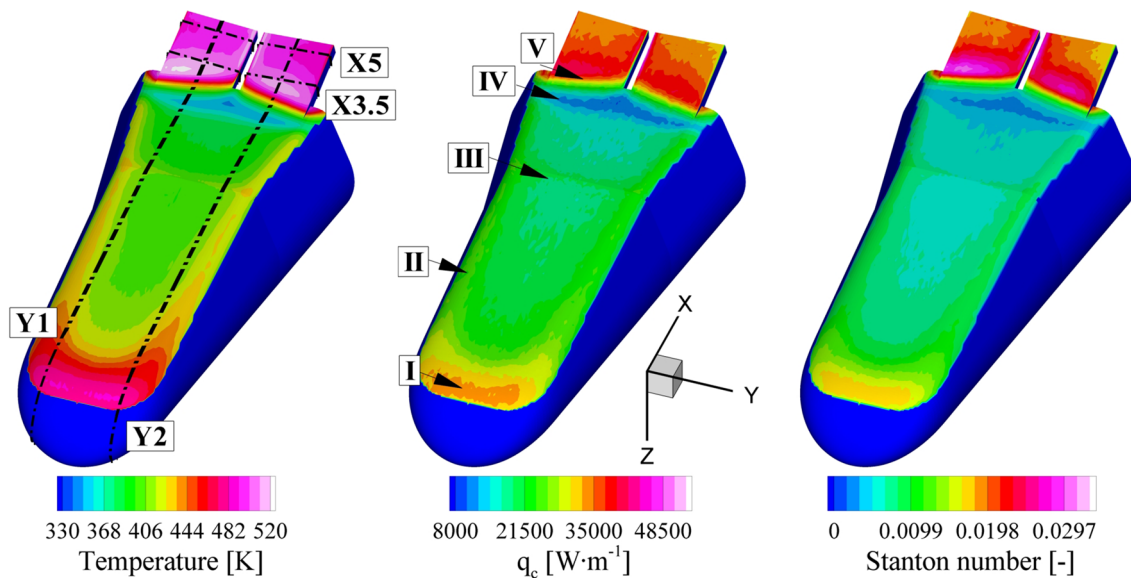 X5
X3.5
Y1
Y2
V
IV
III
II
I
X
Y
Z
330 368 406 444 482 520
Temperature [K]
8000 21500 35000 48500
q_c [W·m⁻¹]
0 0.0099 0.0198 0.0297
Stanton number [-]